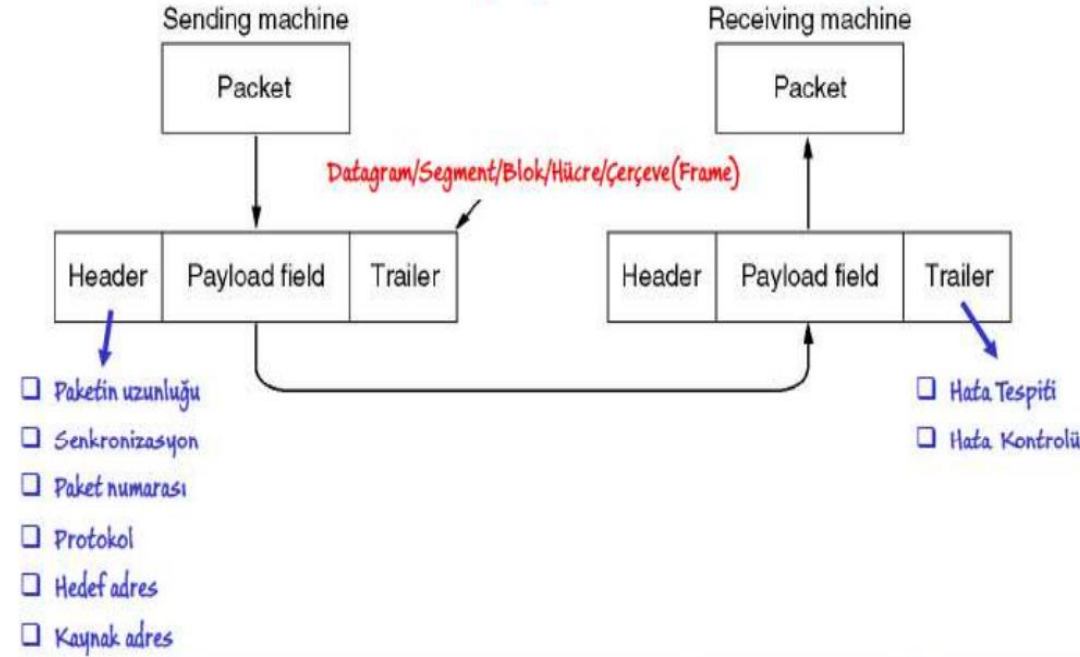 Sending machine
Receiving machine
Packet
Packet
Datagram/Segment/Blok/Hücre/Çerçeve(Frame)
Header
Payload field
Trailer
Header
Payload field
Trailer
Paketin uzunluğu
Senkronizasyon
Paket numarası
Protokol
Hedef adres
Kaynak adres
Hata Tespiti
Hata Kontrolü